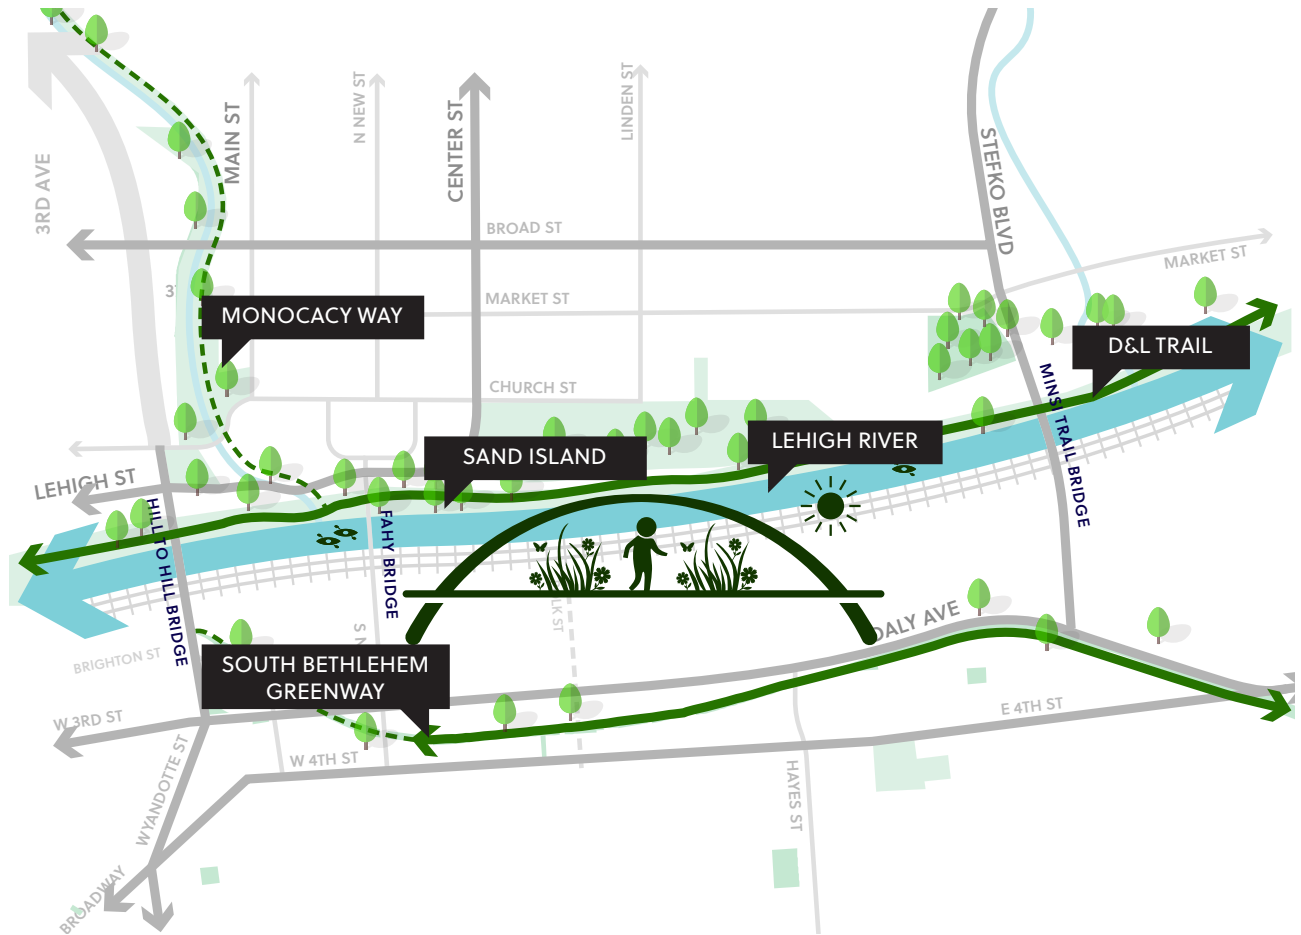 3RD AVE
MAIN ST
N NEW ST
CENTER ST
LINDEN ST
STEFKO BLVD
BROAD ST
MARKET ST
MARKET ST
MONOCACY WAY
D&L TRAIL
CHURCH ST
MINSI TRAIL BRIDGE
LEHIGH RIVER
SAND ISLAND
LEHIGH ST
HILL TO HILL BRIDGE
FAHY BRIDGE
DALY AVE
BRIGHTON ST
SOUTH BETHLEHEM
GREENWAY
W 3RD ST
E 4TH ST
W 4TH ST
WYANDOTTE ST
HAYES ST
BROADWAY